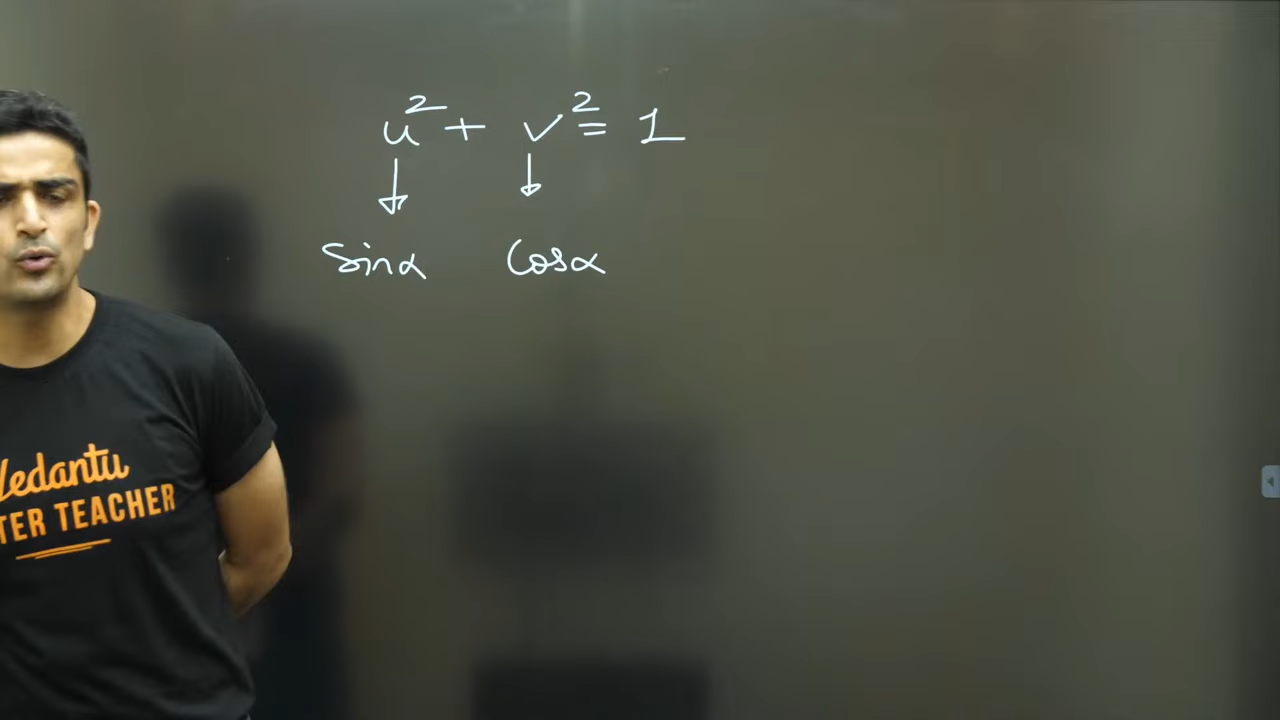 u² + v² = 1
sinα cosα
Vedantu
TER TEACHER